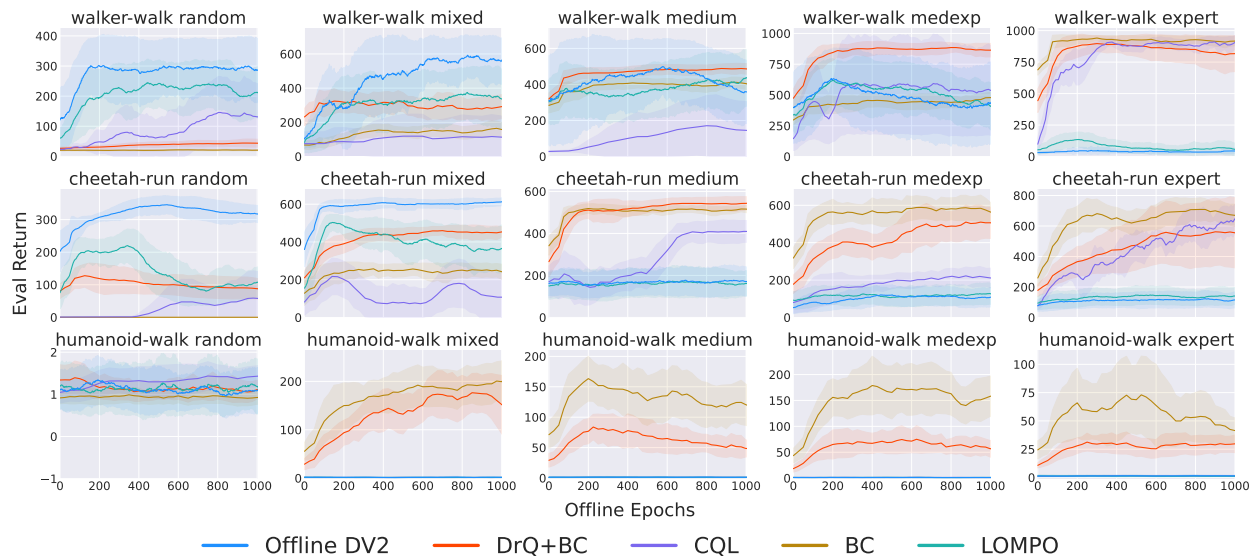 walker-walk random
walker-walk mixed
walker-walk medium
walker-walk medexp
walker-walk expert
400
300
200
100
0
600
400
200
0
600
400
200
0
1000
750
500
250
0
1000
750
500
250
0
cheetah-run random
cheetah-run mixed
cheetah-run medium
cheetah-run medexp
cheetah-run expert
Eval Return
300
200
100
0
600
400
200
0
600
400
200
0
600
400
200
0
800
600
400
200
0
humanoid-walk random
humanoid-walk mixed
humanoid-walk medium
humanoid-walk medexp
humanoid-walk expert
2
1
0
−1
200
100
0
200
150
100
50
0
200
150
100
50
0
100
75
50
25
0
0 200 400 600 800 1000
0 200 400 600 800 1000
0 200 400 600 800 1000
0 200 400 600 800 1000
0 200 400 600 800 1000
Offline Epochs
Offline DV2 DrQ+BC CQL BC LOMPO